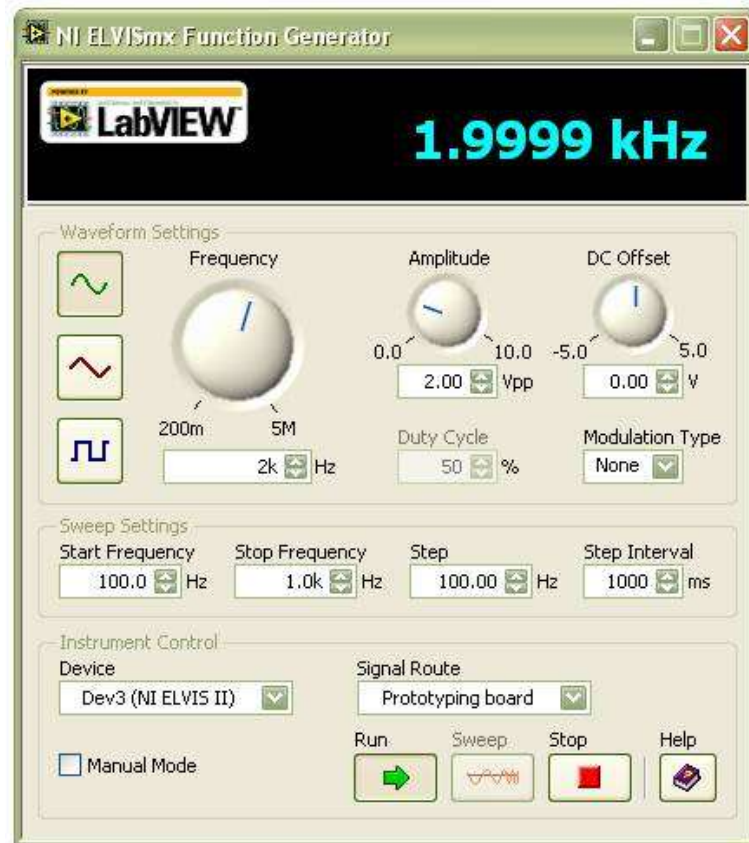 NI ELVISmx Function Generator
LabVIEW
1.9999 kHz
Waveform Settings
Frequency
Amplitude
DC Offset
0.0
10.0
-5.0
5.0
2.00
Vpp
0.00
V
200m
5M
2k
Hz
Duty Cycle
50
%
Modulation Type
None
Sweep Settings
Start Frequency
Stop Frequency
Step
Step Interval
100.0
Hz
1.0k
Hz
100.00
Hz
1000
ms
Instrument Control
Device
Signal Route
Dev3 (NI ELVIS II)
Prototyping board
Manual Mode
Run
Sweep
Stop
Help